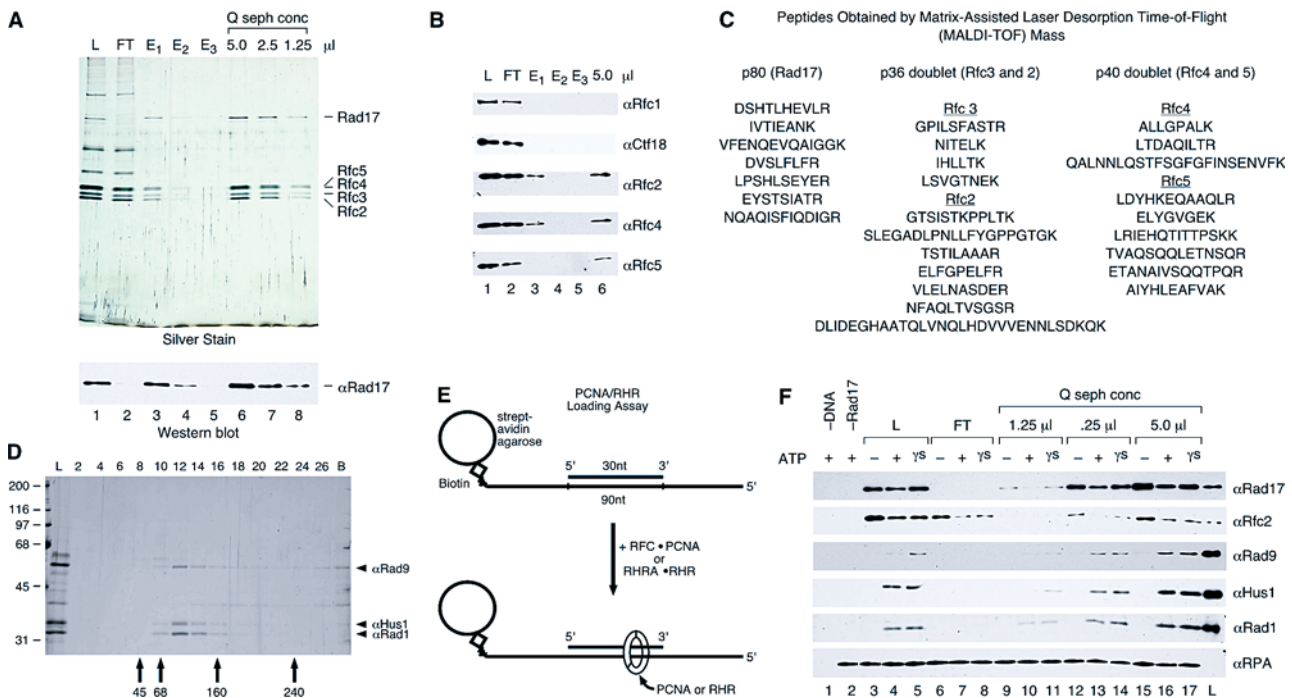 A
Q seph conc
L FT E1 E2 E3 5.0 2.5 1.25 µl
Rad17
Rfc5
Rfc4
Rfc3
Rfc2
Silver Stain
αRad17
1 2 3 4 5 6 7 8
Western blot
B
L FT E1 E2 E3 5.0 µl
αRfc1
αCtf18
αRfc2
αRfc4
αRfc5
1 2 3 4 5 6
C
Peptides Obtained by Matrix-Assisted Laser Desorption Time-of-Flight
(MALDI-TOF) Mass
p80 (Rad17)
DSHTLHEVLR
IVTIEANK
VFENQEVQAIGGK
DVSLFLFR
LPSHLSEYER
EYSTSIATR
NQAQISFIQDIGR
p36 doublet (Rfc3 and 2)
Rfc 3
GPILSFASTR
NITELK
IHLLTK
LSVGTNEK
Rfc2
GTSISTKPPLTK
SLEGADLPNLLFYGPPGTGK
TSTILAAAR
ELFGPELFR
VLELNASDER
NFAQLTVSGSR
DLIDEGHAATQLVNQLHDVVVENNLSDKQK
p40 doublet (Rfc4 and 5)
Rfc4
ALLGPALK
LTDAQILTR
QALNNLQSTFSGFGFINSENVFK
Rfc5
LDYHKEQAAQLR
ELYGVGEK
LRIEHQTITTPSKK
TVAQSQQLETNSQR
ETANAIVSQQTPQR
AIYHLEAFVAK
D
L 2 4 6 8 10 12 14 16 18 20 22 24 26 B
200
116
97
68
45
31
αRad9
αHus1
αRad1
45 68 160 240
E
PCNA/RHR
Loading Assay
strept-
avidin
agarose
Biotin
5' 30nt 3'
90nt
5'
+ RFC •PCNA
or
RHRA •RHR
5' 3'
5'
PCNA or RHR
F
–DNA
–Rad17
Q seph conc
L FT 1.25 µl .25 µl 5.0 µl
ATP + + – + γS – + γS – + γS – + γS – + γS
αRad17
αRfc2
αRad9
αHus1
αRad1
αRPA
1 2 3 4 5 6 7 8 9 10 11 12 13 14 15 16 17 L